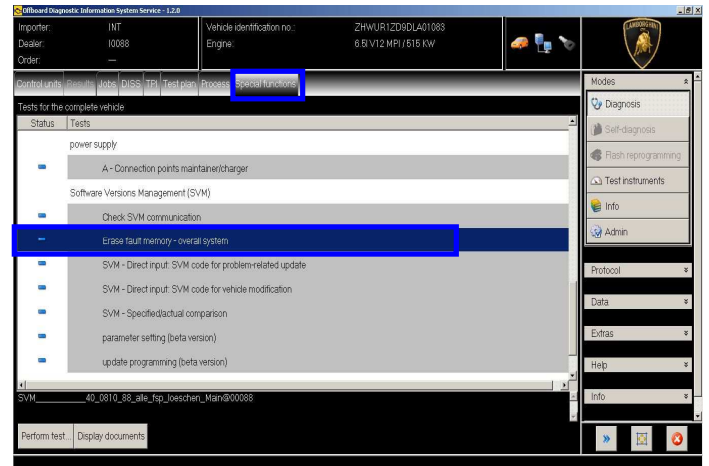 Offboard Diagnostic Information System Service - 1.2.0
Importer: INT Vehicle identification no.: ZHWUR1ZD9DLA01083
Dealer: 10088 Engine: 6.5l V12 MPI / 515 KW
Order: ---
LAMBORGHINI
Control units Results Jobs DISS TPI Test plan Process Special functions
Tests for the complete vehicle
Status Tests
power supply
A - Connection points maintainer/charger
Software Versions Management (SVM)
Check SVM communication
Erase fault memory - overall system
SVM - Direct input: SVM code for problem-related update
SVM - Direct input: SVM code for vehicle modification
SVM - Specified/actual comparison
parameter setting (beta version)
update programming (beta version)
SVM_______40_0810_88_alle_fsp_loeschen_Main@00088
Perform test... Display documents
Modes
Diagnosis
Self-diagnosis
Flash reprogramming
Test instruments
Info
Admin
Protocol
Data
Extras
Help
Info